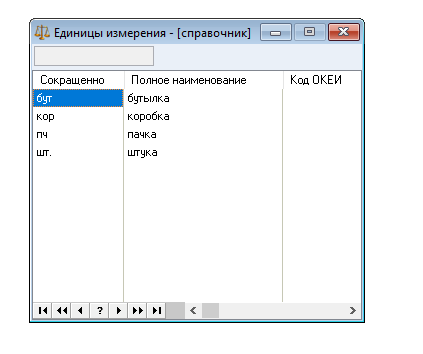 Единицы измерения - [справочник]
Сокращенно Полное наименование Код ОКЕИ
бут бутылка
кор коробка
пч пачка
шт. штука
?